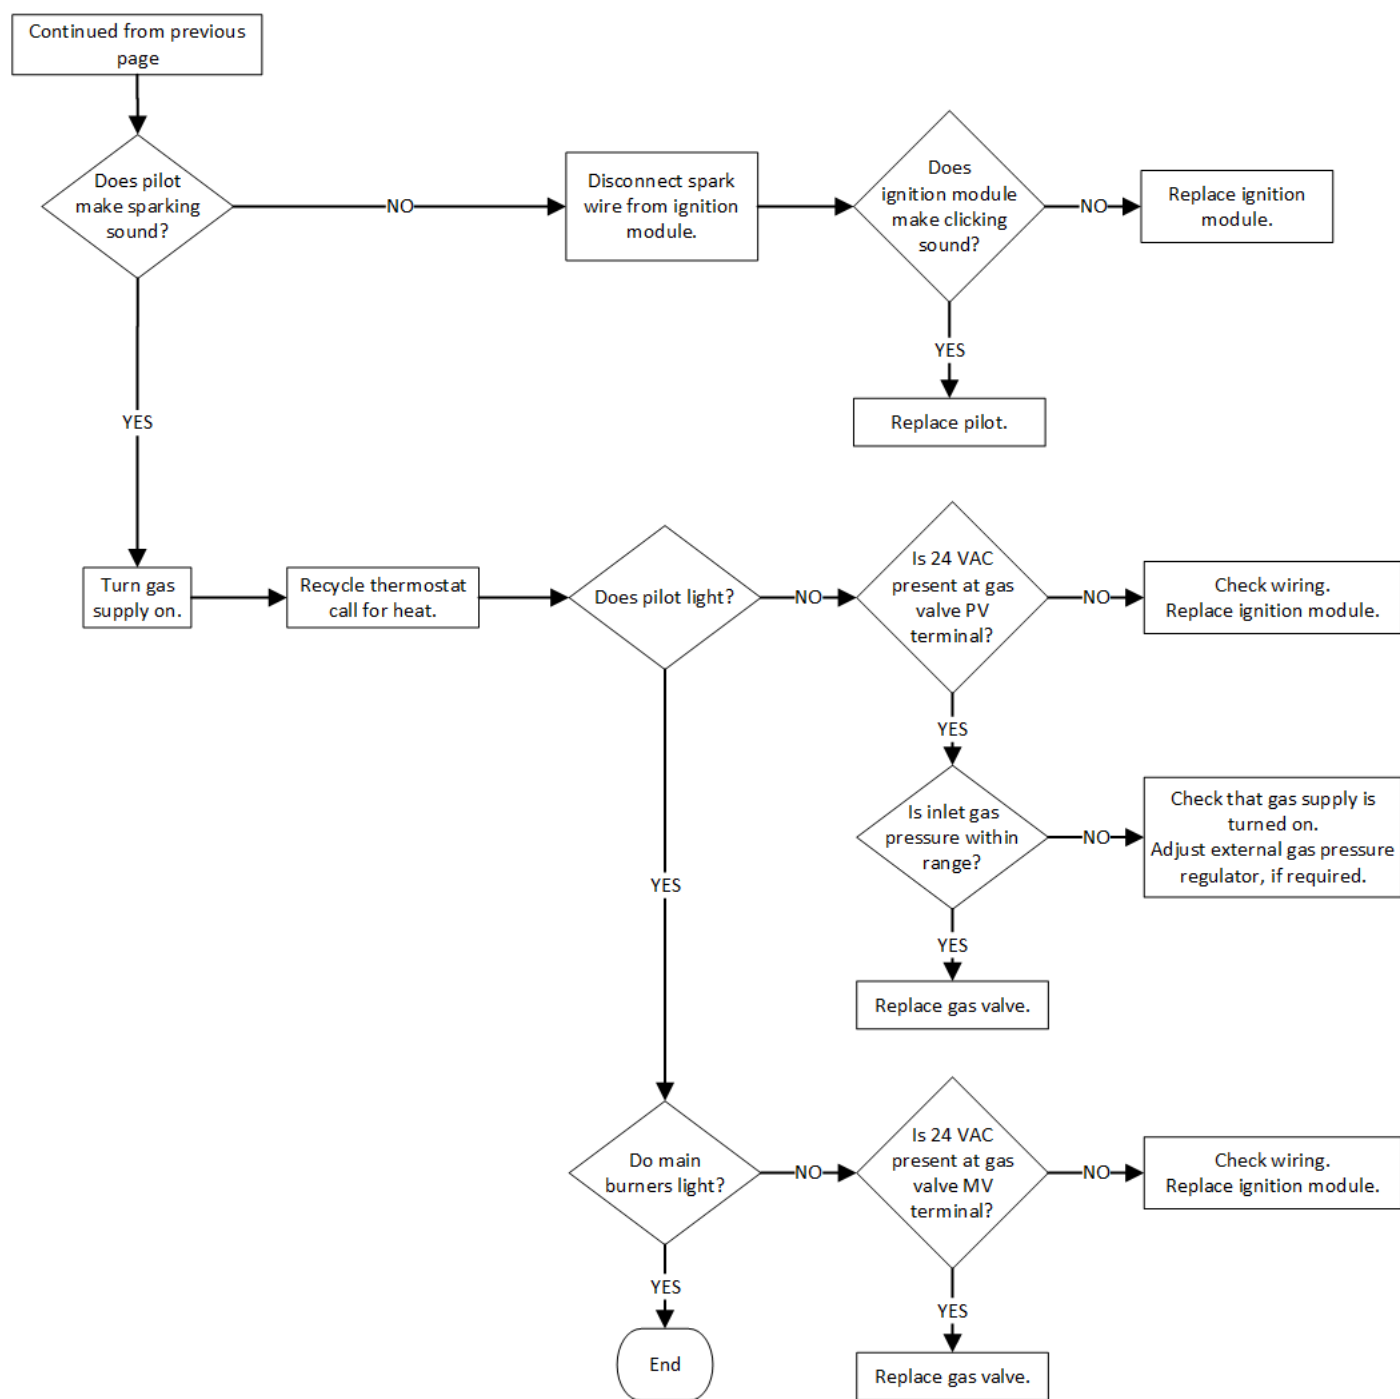 Continued from previous
page
Does pilot
make sparking
sound?
NO
Disconnect spark
wire from ignition
module.
Does
ignition module
make clicking
sound?
NO
Replace ignition
module.
YES
Replace pilot.
YES
Turn gas
supply on.
Recycle thermostat
call for heat.
Does pilot light?
NO
Is 24 VAC
present at gas
valve PV
terminal?
NO
Check wiring.
Replace ignition module.
YES
Is inlet gas
pressure within
range?
NO
Check that gas supply is
turned on.
Adjust external gas pressure
regulator, if required.
YES
Replace gas valve.
YES
Do main
burners light?
NO
Is 24 VAC
present at gas
valve MV
terminal?
NO
Check wiring.
Replace ignition module.
YES
Replace gas valve.
YES
End